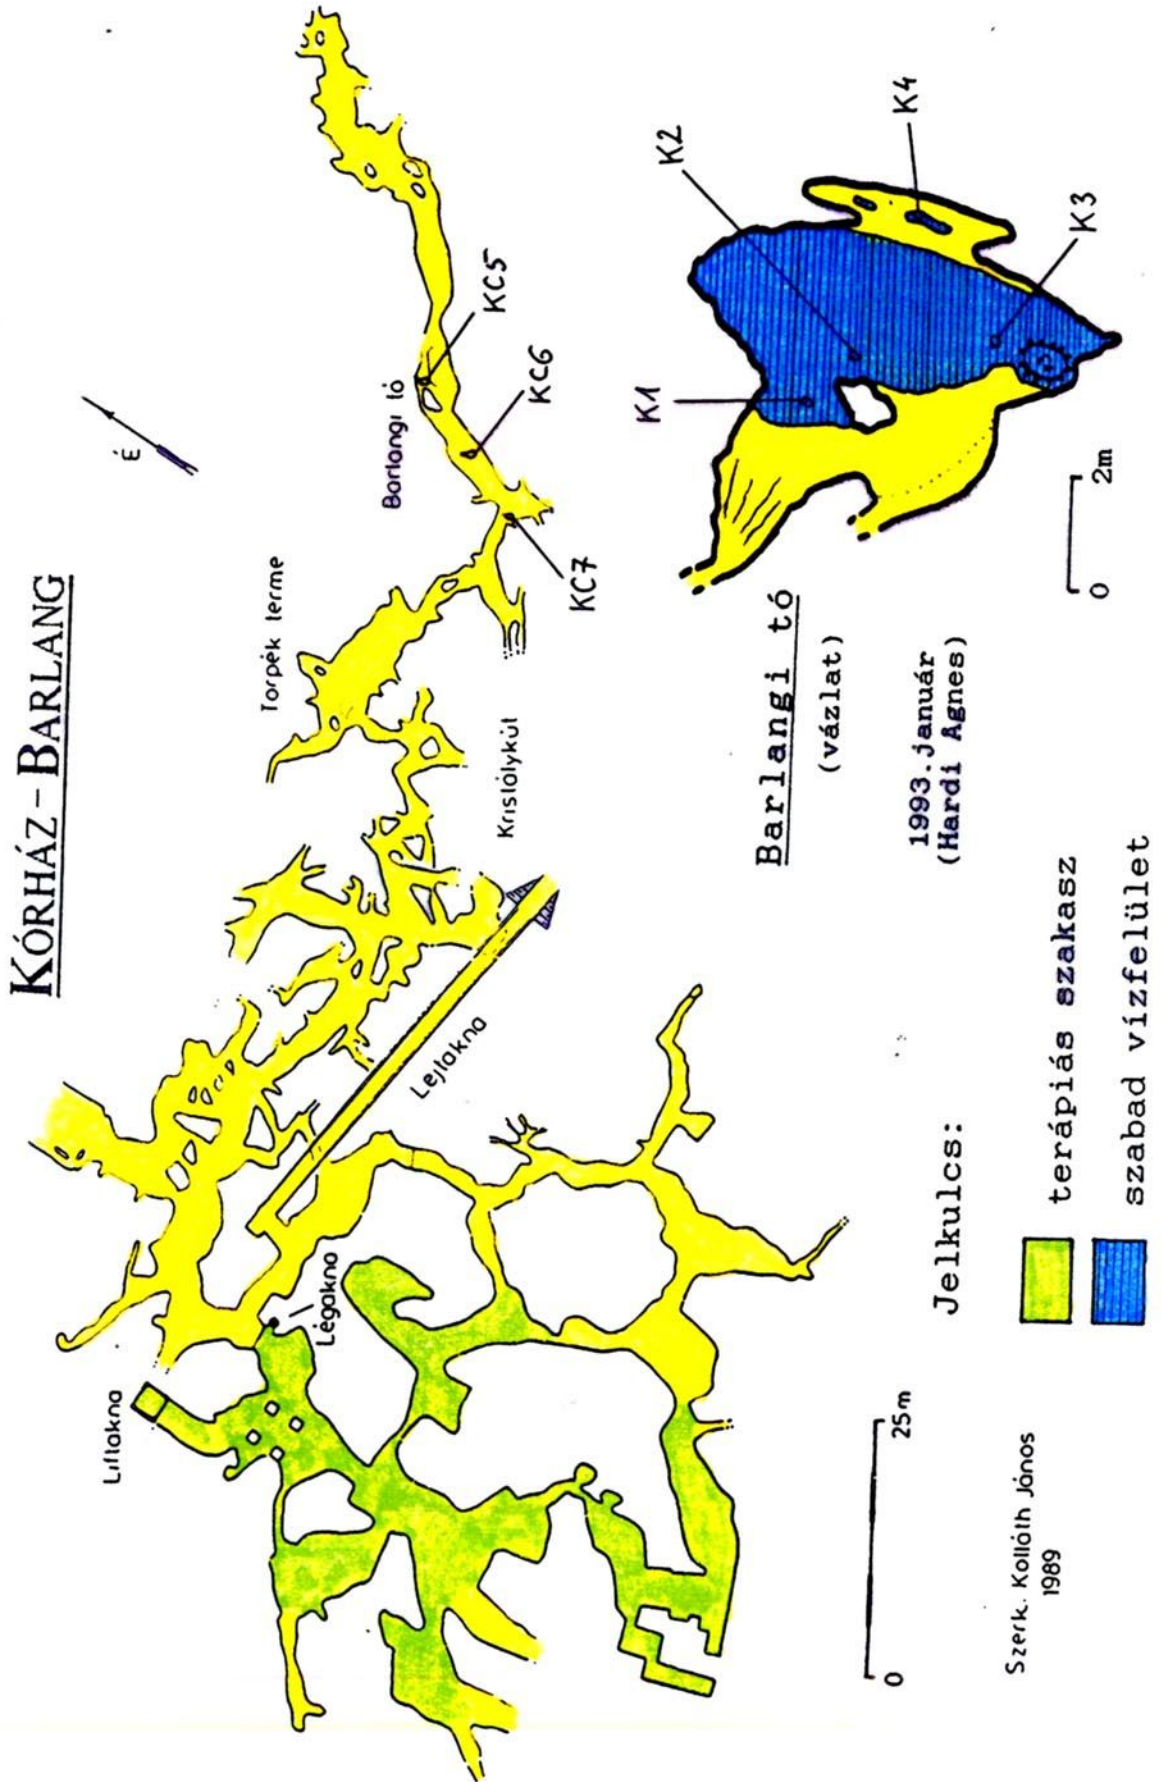 KÓRHÁZ-BARLANG
É
Liftakna
Légakna
Lejtakna
Kristálykút
Törpék terme
Barlangi tó
KC7
KC6
KC5
0 25m
Szerk. Kolláth János
1989
Jelkulcs:
terápiás szakasz
szabad vízfelület
Barlangi tó
(vázlat)
1993.január
(Hardi Ágnes)
K1
K2
K3
K4
0 2m